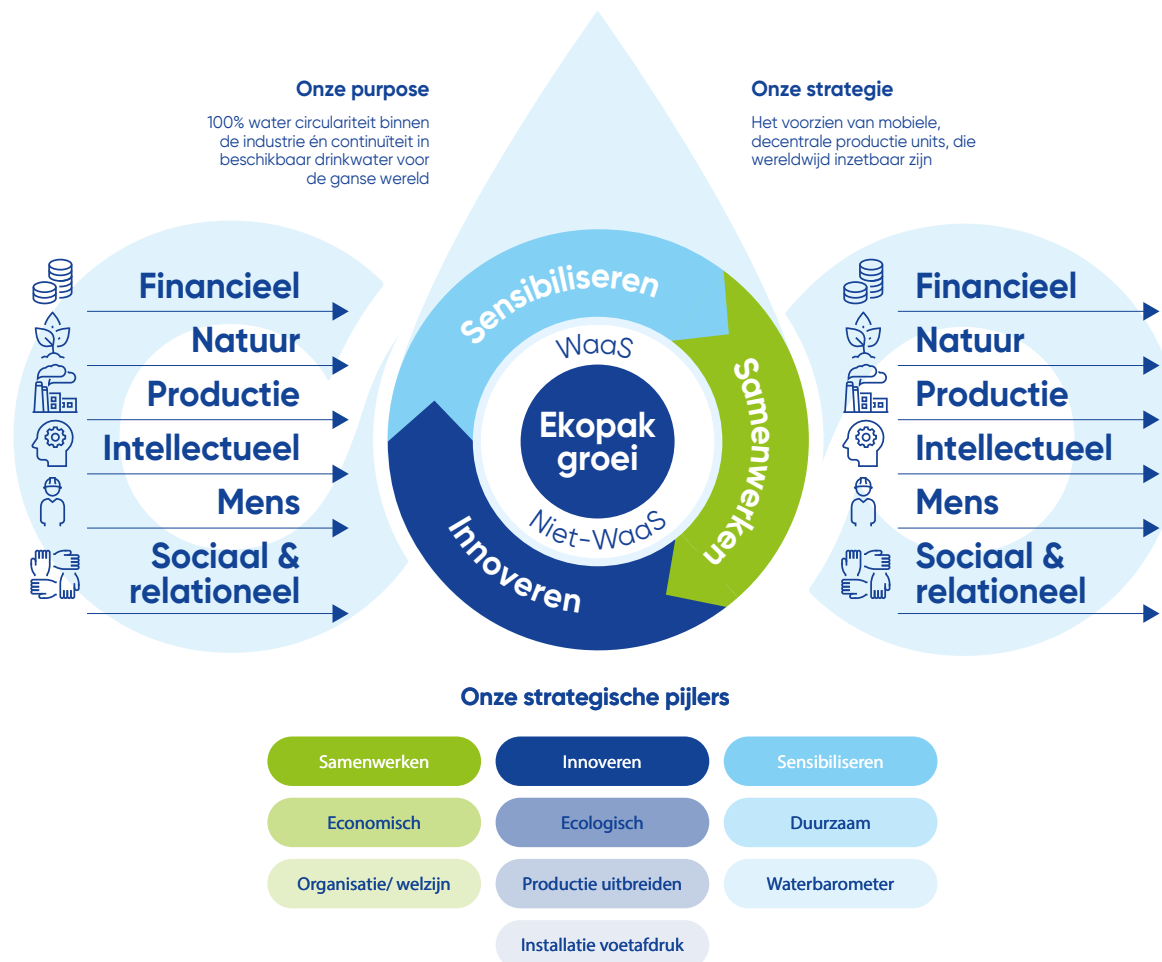 Onze purpose
100% water circulariteit binnen
de industrie én continuïteit in
beschikbaar drinkwater voor
de ganse wereld
Onze strategie
Het voorzien van mobiele,
decentrale productie units, die
wereldwijd inzetbaar zijn
Financieel
Natuur
Productie
Intellectueel
Mens
Sociaal &
relationeel
Sensibiliseren
Samenwerken
Innoveren
WaaS
Ekopak
groei
Niet-WaaS
Financieel
Natuur
Productie
Intellectueel
Mens
Sociaal &
relationeel
Onze strategische pijlers
Samenwerken
Innoveren
Sensibiliseren
Economisch
Ecologisch
Duurzaam
Organisatie/ welzijn
Productie uitbreiden
Waterbarometer
Installatie voetafdruk